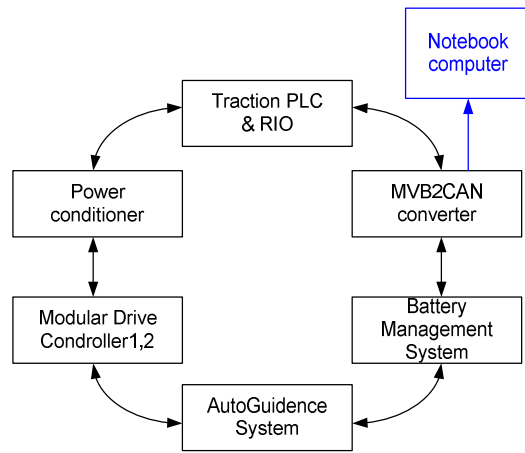 Notebook
computer
Traction PLC
& RIO
Power
conditioner
MVB2CAN
converter
Modular Drive
Condroller1,2
Battery
Management
System
AutoGuidence
System